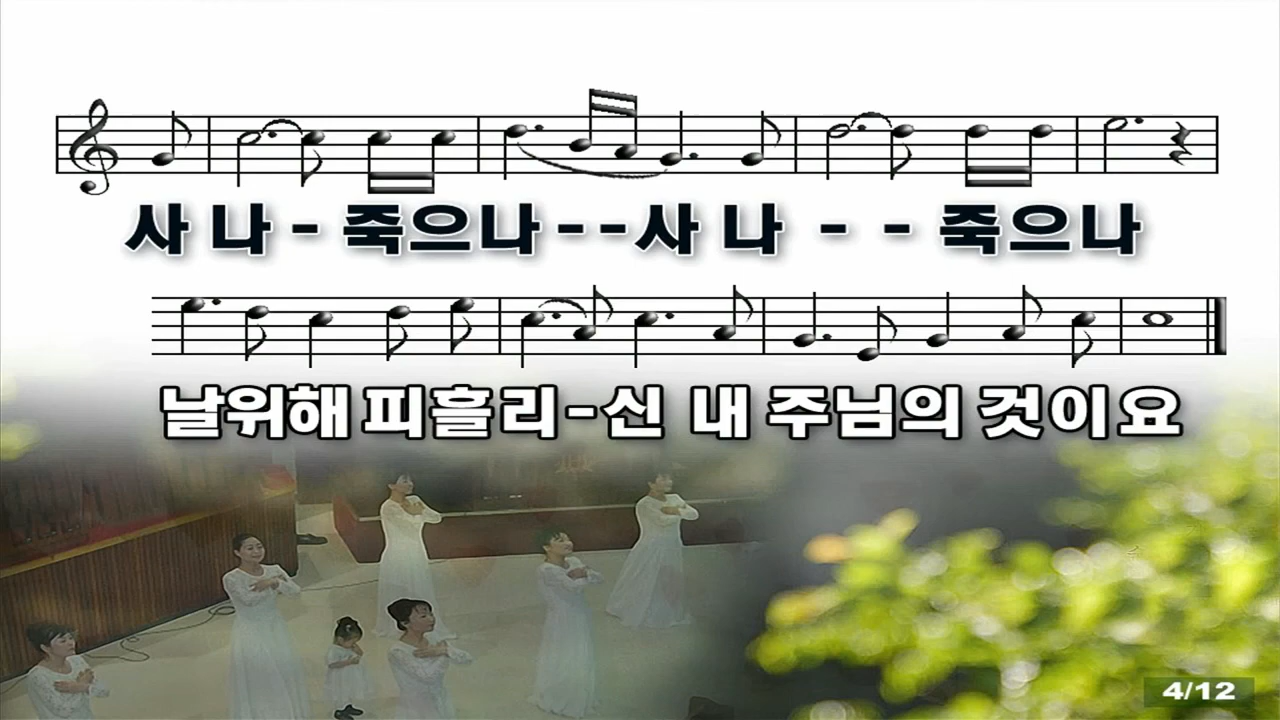 사 나 - 죽으나 - - 사 나 - - 죽으나
날위해 피흘리 - 신 내 주님의 것이요
4/12